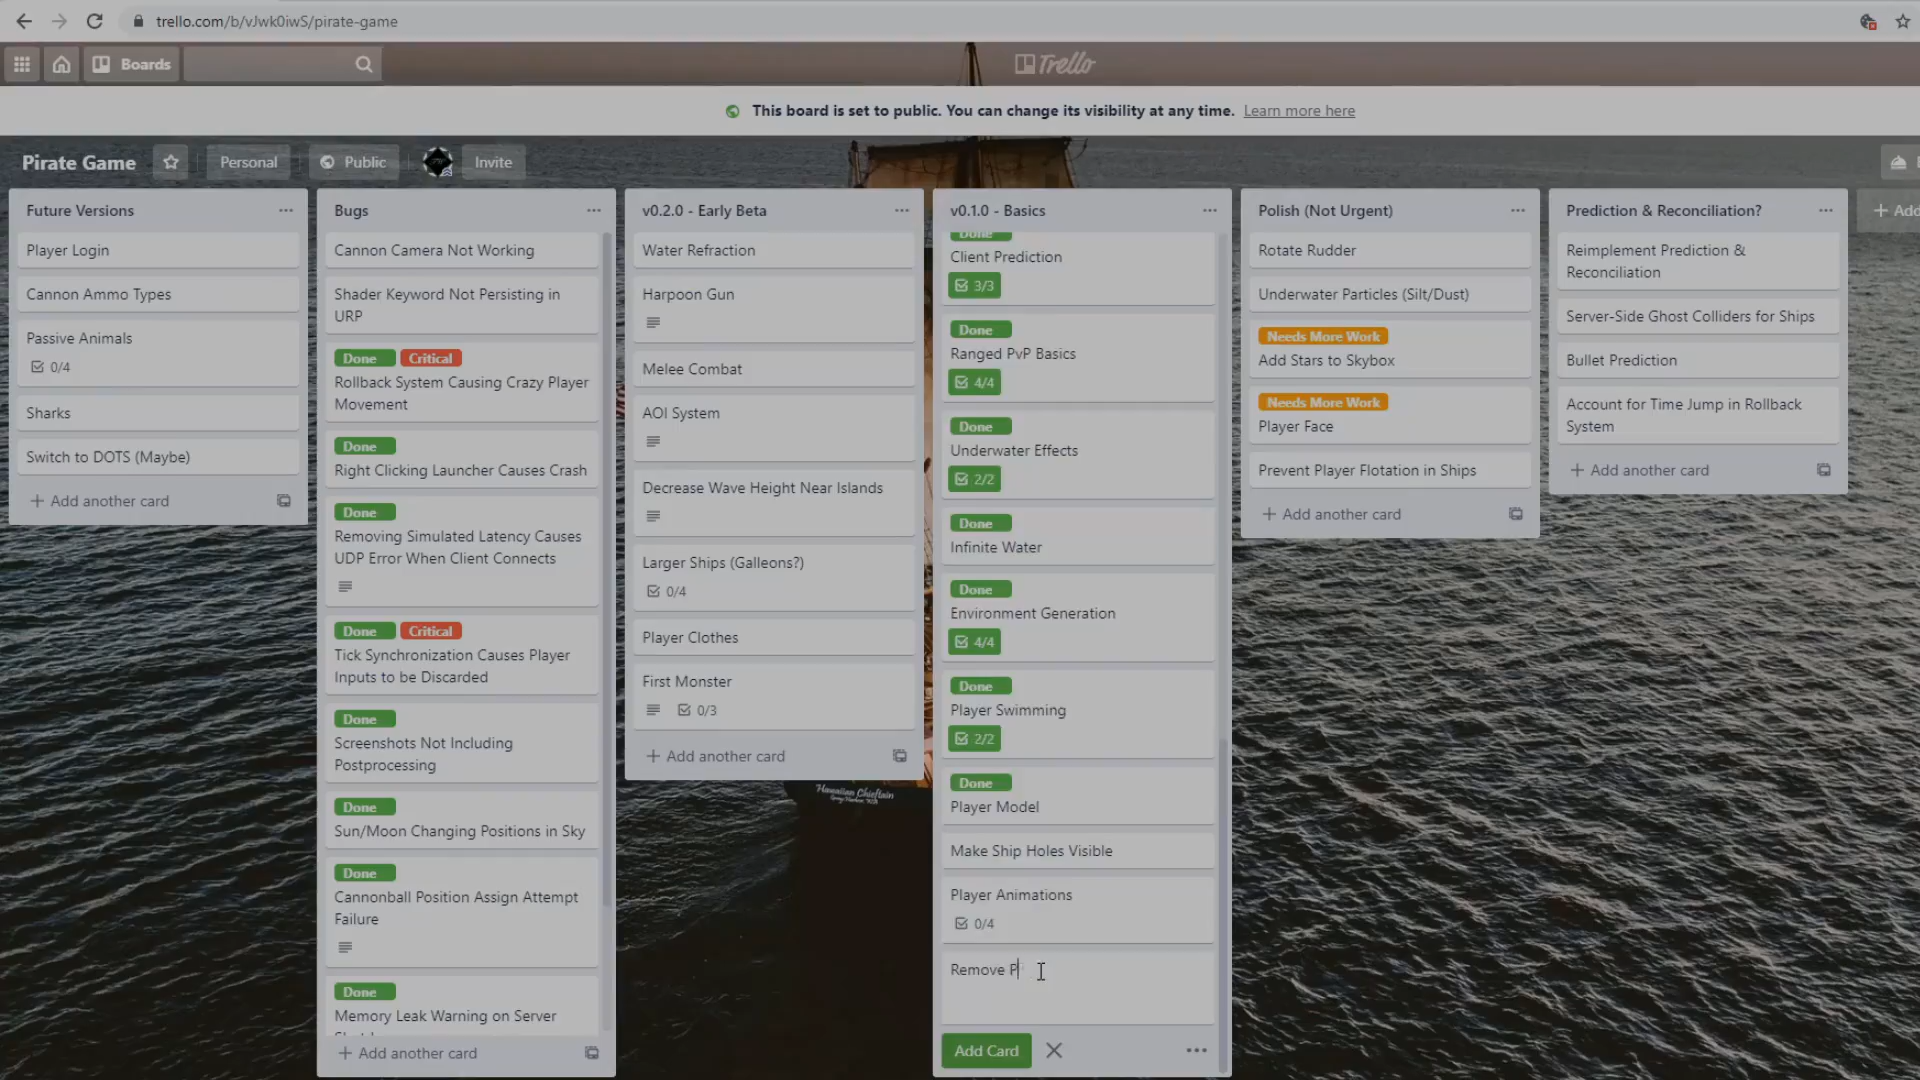 trello.com/b/vJwk0iwS/pirate-game
Boards
Trello
This board is set to public. You can change its visibility at any time. Learn more here
Pirate Game
Personal
Public
Invite
Future Versions
Player Login
Cannon Ammo Types
Passive Animals
0/4
Sharks
Switch to DOTS (Maybe)
+ Add another card
Bugs
Cannon Camera Not Working
Shader Keyword Not Persisting in
URP
Done Critical
Rollback System Causing Crazy Player
Movement
Done
Right Clicking Launcher Causes Crash
Done
Removing Simulated Latency Causes
UDP Error When Client Connects
Done Critical
Tick Synchronization Causes Player
Inputs to be Discarded
Done
Screenshots Not Including
Postprocessing
Done
Sun/Moon Changing Positions in Sky
Done
Cannonball Position Assign Attempt
Failure
Done
Memory Leak Warning on Server
+ Add another card
v0.2.0 - Early Beta
Water Refraction
Harpoon Gun
Melee Combat
AOI System
Decrease Wave Height Near Islands
Larger Ships (Galleons?)
0/4
Player Clothes
First Monster
0/3
+ Add another card
Hawaiian Chieftain
v0.1.0 - Basics
Done
Client Prediction
3/3
Done
Ranged PvP Basics
4/4
Done
Underwater Effects
2/2
Done
Infinite Water
Done
Environment Generation
4/4
Done
Player Swimming
2/2
Done
Player Model
Make Ship Holes Visible
Player Animations
0/4
Remove P
Add Card
Polish (Not Urgent)
Rotate Rudder
Underwater Particles (Silt/Dust)
Needs More Work
Add Stars to Skybox
Needs More Work
Player Face
Prevent Player Flotation in Ships
+ Add another card
Prediction & Reconciliation?
Reimplement Prediction &
Reconciliation
Server-Side Ghost Colliders for Ships
Bullet Prediction
Account for Time Jump in Rollback
System
+ Add another card
+ Add